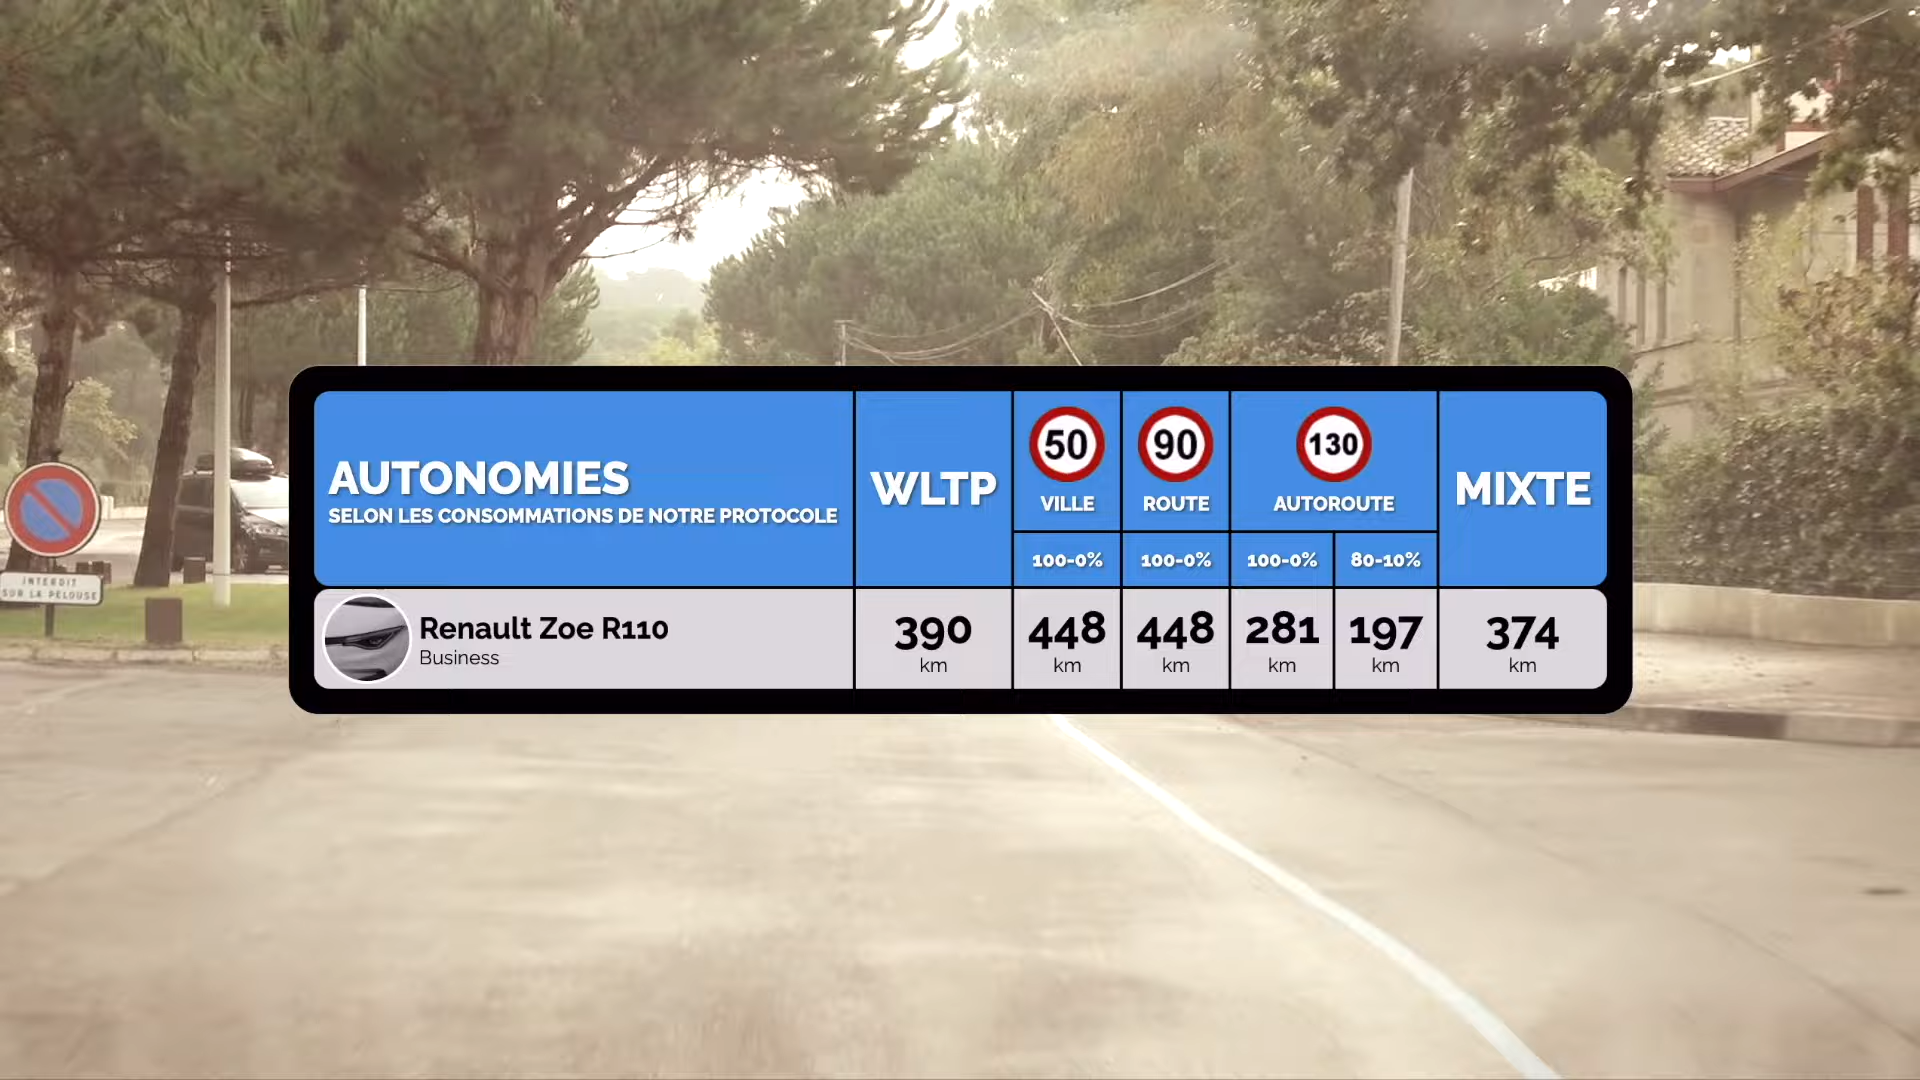 AUTONOMIES
SELON LES CONSOMMATIONS DE NOTRE PROTOCOLE
WLTP
50
VILLE
90
ROUTE
130
AUTOROUTE
MIXTE
100-0%
100-0%
100-0%
80-10%
Renault Zoe R110
Business
390
km
448
km
448
km
281
km
197
km
374
km
INTERDIT
SUR LA PELOUSE